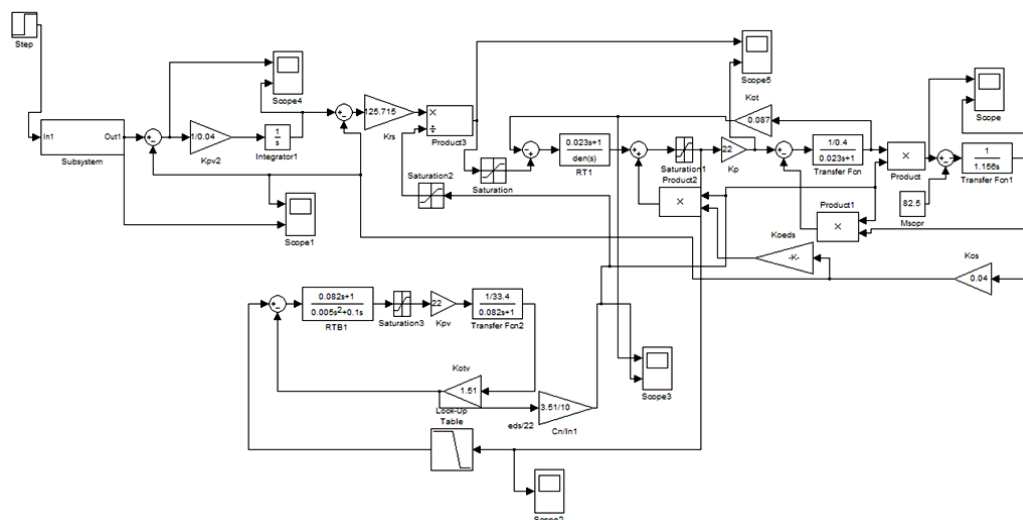 Step
In1
Out1
Subsystem
Scope4
1/0.04
Kpv2
1
s
Integrator1
Scope1
125.715
Krs
×
÷
Product3
Saturation2
Saturation
Scope5
Kot
0.087
0.023s+1
den(s)
RT1
Saturation1
Product2
×
22
Kp
1/0.4
0.023s+1
Transfer Fcn
×
Product
Scope
82.5
Msopr
1
1.156s
Transfer Fcn1
Product1
×
Koeds
-K-
Kos
0.04
0.082s+1
0.005s²+0.1s
RTB1
Saturation3
22
Kpv
1/33.4
0.082s+1
Transfer Fcn2
Kotv
1.51
Scope3
Look-Up
Table
eds/22
3.51/10
Cn/In1
Scope2